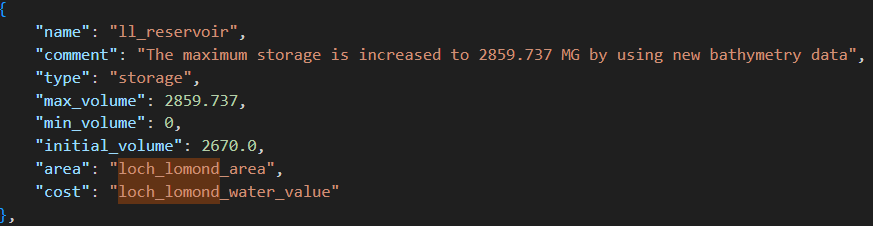 {
"name": "ll_reservoir",
"comment": "The maximum storage is increased to 2859.737 MG by using new bathymetry data",
"type": "storage",
"max_volume": 2859.737,
"min_volume": 0,
"initial_volume": 2670.0,
"area": "loch_lomond_area",
"cost": "loch_lomond_water_value"
},